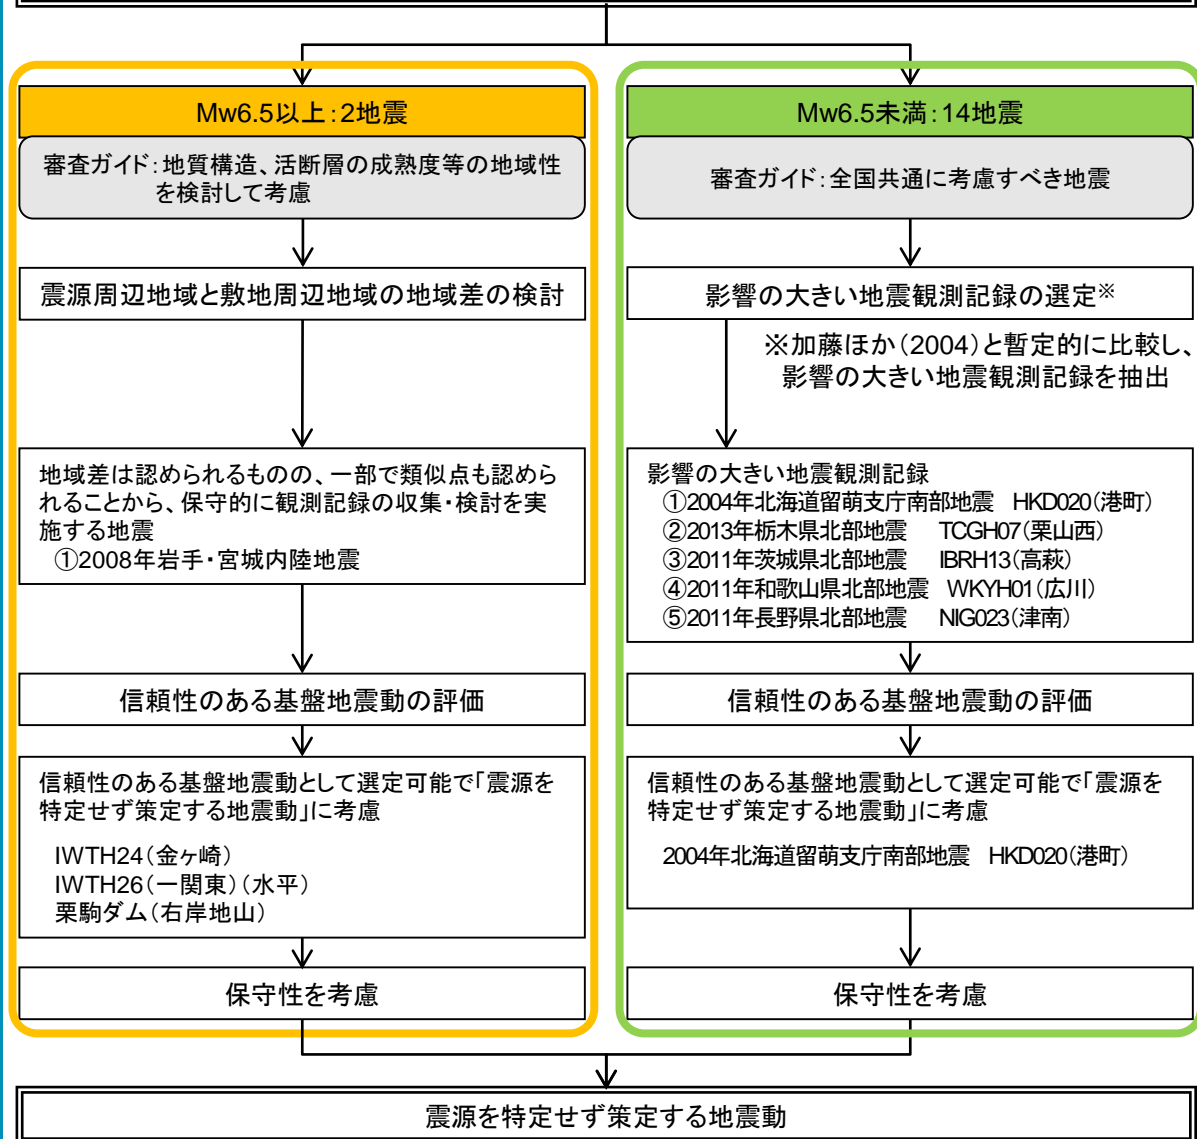 Mw6.5以上：2地震
審査ガイド：地質構造、活断層の成熟度等の地域性
を検討して考慮
震源周辺地域と敷地周辺地域の地域差の検討
地域差は認められるものの、一部で類似点も認めら
れることから、保守的に観測記録の収集・検討を実
施する地震
①2008年岩手・宮城内陸地震
信頼性のある基盤地震動の評価
信頼性のある基盤地震動として選定可能で「震源を
特定せず策定する地震動」に考慮
IWTH24（金ヶ崎）
IWTH26（一関東）（水平）
栗駒ダム（右岸地山）
保守性を考慮
Mw6.5未満：14地震
審査ガイド：全国共通に考慮すべき地震
影響の大きい地震観測記録の選定※
※加藤ほか（2004）と暫定的に比較し、
影響の大きい地震観測記録を抽出
影響の大きい地震観測記録
①2004年北海道留萌支庁南部地震　HKD020（港町）
②2013年栃木県北部地震　TCGH07（栗山西）
③2011年茨城県北部地震　IBRH13（高萩）
④2011年和歌山県北部地震　WKYH01（広川）
⑤2011年長野県北部地震　NIG023（津南）
信頼性のある基盤地震動の評価
信頼性のある基盤地震動として選定可能で「震源を
特定せず策定する地震動」に考慮
2004年北海道留萌支庁南部地震　HKD020（港町）
保守性を考慮
震源を特定せず策定する地震動